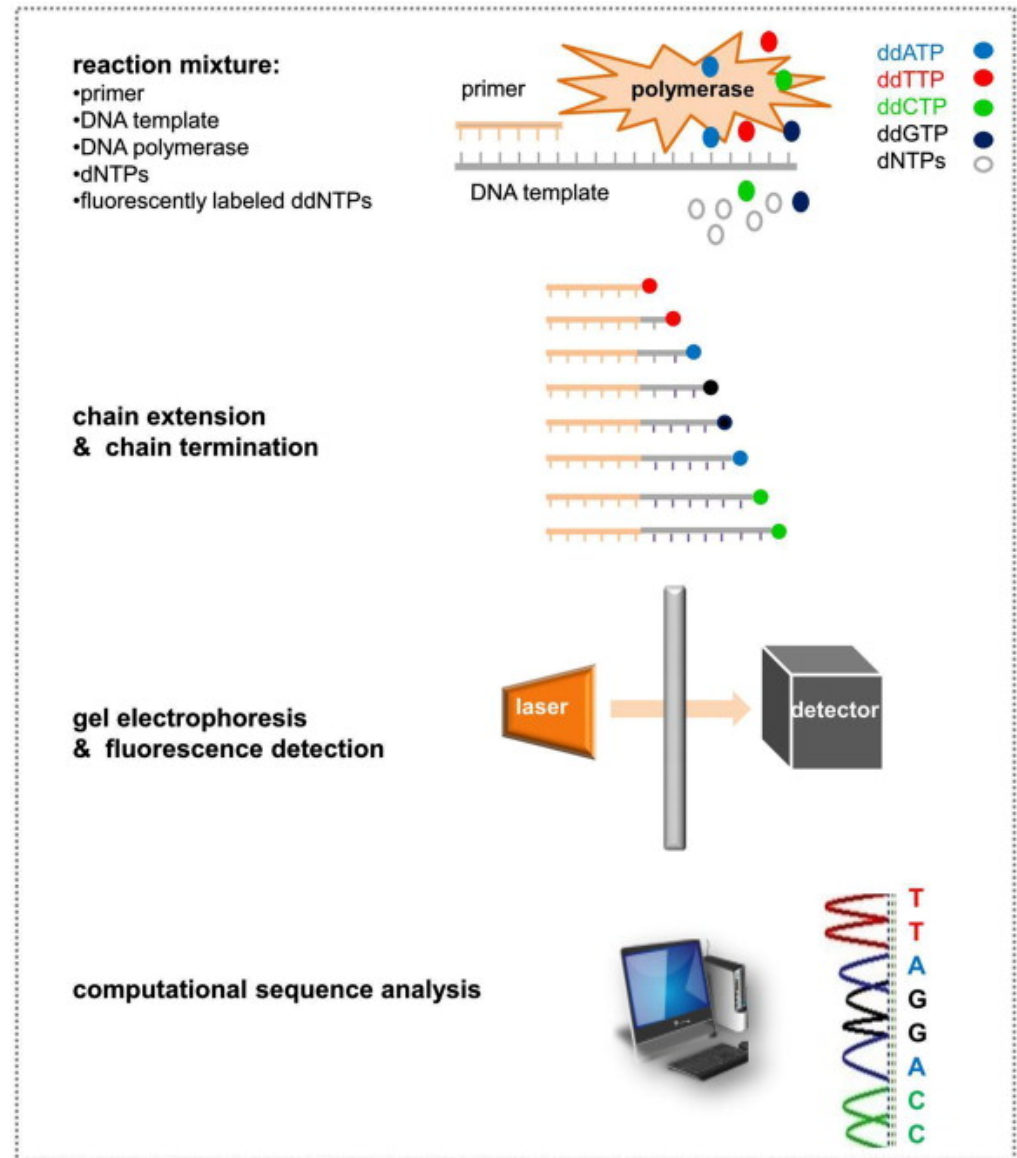 reaction mixture:
•primer
•DNA template
•DNA polymerase
•dNTPs
•fluorescently labeled ddNTPs
primer
polymerase
DNA template
ddATP
ddTTP
ddCTP
ddGTP
dNTPs
chain extension
& chain termination
gel electrophoresis
& fluorescence detection
laser
detector
computational sequence analysis
T
T
A
G
G
A
C
C